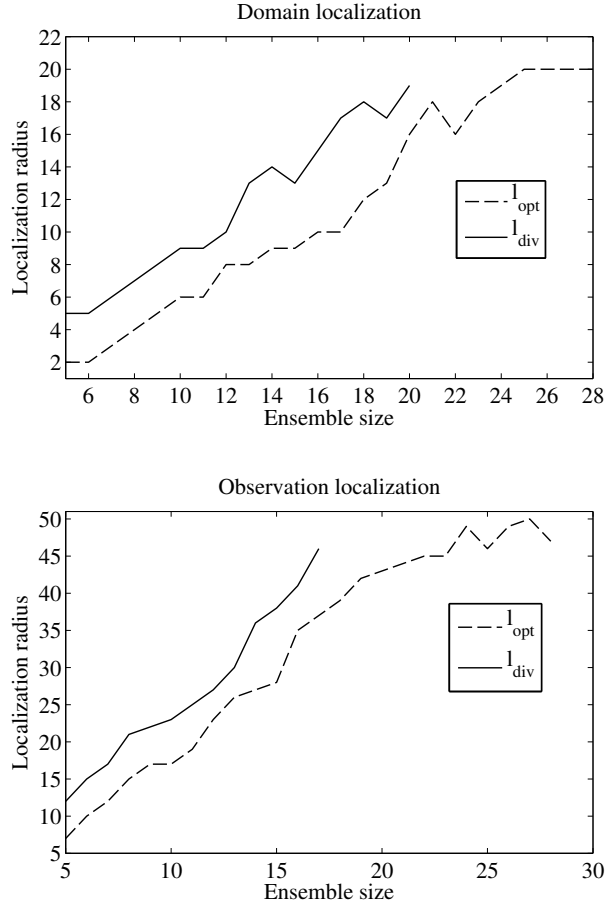 Domain localization
Localization radius
22
20
18
16
14
12
10
8
6
4
2
l_opt
l_div
6 8 10 12 14 16 18 20 22 24 26 28
Ensemble size
Observation localization
Localization radius
50
45
40
35
30
25
20
15
10
5
l_opt
l_div
5 10 15 20 25 30
Ensemble size